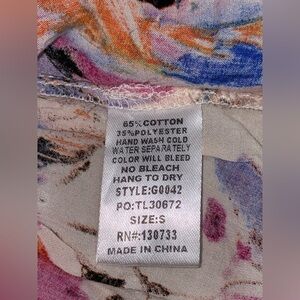 65% COTTON
35%POLYESTER
HAND WASH COLD
WATER SEPARATELY
COLOR WILL BLEED
NO BLEACH
HANG TO DRY
STYLE:G0042
PO:TL30672
SIZE:S
RN#:130733
MADE IN CHINA